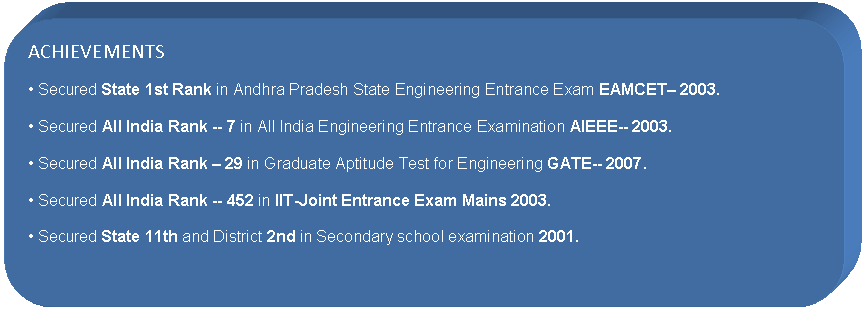 ACHIEVEMENTS
• Secured State 1st Rank in Andhra Pradesh State Engineering Entrance Exam EAMCET– 2003.
• Secured All India Rank -- 7 in All India Engineering Entrance Examination AIEEE-- 2003.
• Secured All India Rank – 29 in Graduate Aptitude Test for Engineering GATE-- 2007.
• Secured All India Rank -- 452 in IIT-Joint Entrance Exam Mains 2003.
• Secured State 11th and District 2nd in Secondary school examination 2001.